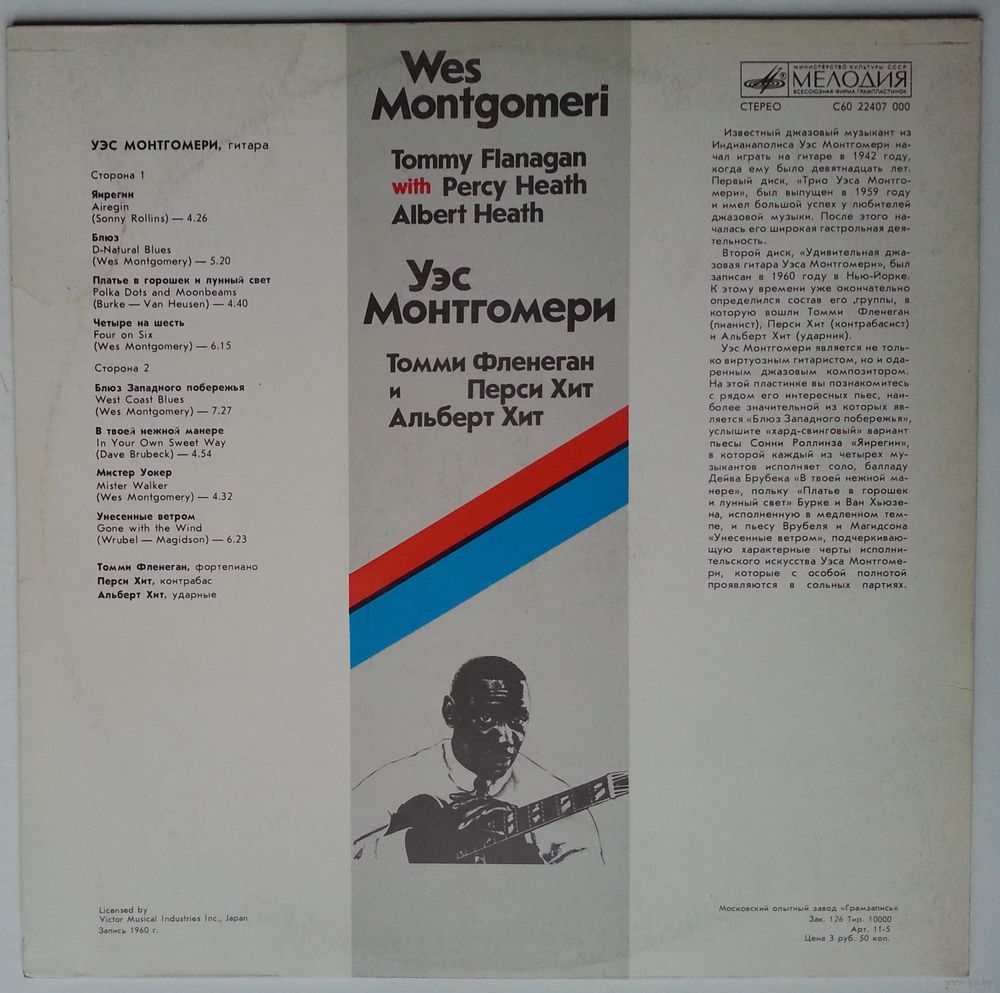 УЭС МОНТГОМЕРИ, гитара
Сторона 1
Яирегин
Airegin
(Sonny Rollins) — 4.26
Блюз
D-Natural Blues
(Wes Montgomery) — 5.20
Платье в горошек и лунный свет
Polka Dots and Moonbeams
(Burke — Van Heusen) — 4.40
Четыре на шесть
Four on Six
(Wes Montgomery) — 6.15
Сторона 2
Блюз Западного побережья
West Coast Blues
(Wes Montgomery) — 7.27
В твоей нежной манере
In Your Own Sweet Way
(Dave Brubeck) — 4.54
Мистер Уокер
Mister Walker
(Wes Montgomery) — 4.32
Унесенные ветром
Gone with the Wind
(Wrubel — Magidson) — 6.23
Томми Фленеган, фортепиано
Перси Хит, контрабас
Альберт Хит, ударные
Licensed by
Victor Musical Industries Inc., Japan
Запись 1960 г.
Wes
Montgomeri
Tommy Flanagan
with Percy Heath
Albert Heath
Уэс
Монтгомери
Томми Фленеган
и Перси Хит
Альберт Хит
МИНИСТЕРСТВО КУЛЬТУРЫ СССР
МЕЛОДИЯ
ВСЕСОЮЗНАЯ ФИРМА ГРАМПЛАСТИНОК
СТЕРЕО С60 22407 000
Известный джазовый музыкант из
Индианаполиса Уэс Монтгомери на-
чал играть на гитаре в 1942 году,
когда ему было девятнадцать лет.
Первый диск, «Трио Уэса Монтго-
мери», был выпущен в 1959 году
и имел большой успех у любителей
джазовой музыки. После этого на-
чалась его широкая гастрольная дея-
тельность.
Второй диск, «Удивительная джа-
зовая гитара Уэса Монтгомери», был
записан в 1960 году в Нью-Йорке.
К этому времени уже окончательно
определился состав его группы, в
которую вошли Томми Фленеган
(пианист), Перси Хит (контрабасист)
и Альберт Хит (ударник).
Уэс Монтгомери является не толь-
ко виртуозным гитаристом, но и ода-
ренным джазовым композитором.
На этой пластинке вы познакомитесь
с рядом его интересных пьес, наи-
более значительной из которых яв-
ляется «Блюз Западного побережья»,
услышите «хард-свинговый» вариант
пьесы Сонни Роллинза «Яирегин»,
в которой каждый из четырех му-
зыкантов исполняет соло, балладу
Дейва Брубека «В твоей нежной ма-
нере», польку «Платье в горошек
и лунный свет» Бурке и Ван Хьюзе-
на, исполненную в медленном тем-
пе, и пьесу Врубеля и Магидсона
«Унесенные ветром», подчеркиваю-
щую характерные черты исполни-
тельского искусства Уэса Монтгоме-
ри, которые с особой полнотой
проявляются в сольных партиях.
Московский опытный завод «Грамзапись»
Зак. 126 Тир. 10000
Арт. 11-5
Цена 3 руб. 50 коп.